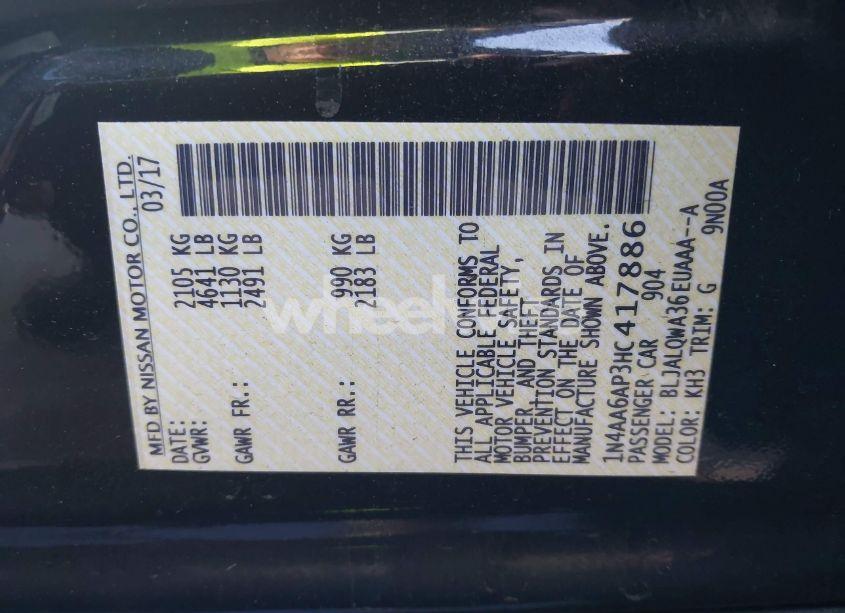 MFD BY NISSAN MOTOR CO., LTD.
DATE: 03/17
GVWR: 2105 KG
4641 LB
GAWR FR.: 1130 KG
2491 LB
GAWR RR.: 990 KG
2183 LB
THIS VEHICLE CONFORMS TO
ALL APPLICABLE FEDERAL
MOTOR VEHICLE SAFETY,
BUMPER, AND THEFT
PREVENTION STANDARDS IN
EFFECT ON THE DATE OF
MANUFACTURE SHOWN ABOVE.
1N4AA6AP3HC417886
PASSENGER CAR 904
MODEL: BLJALQWA36EUAAA--A
COLOR: KH3 TRIM: G 9N00A